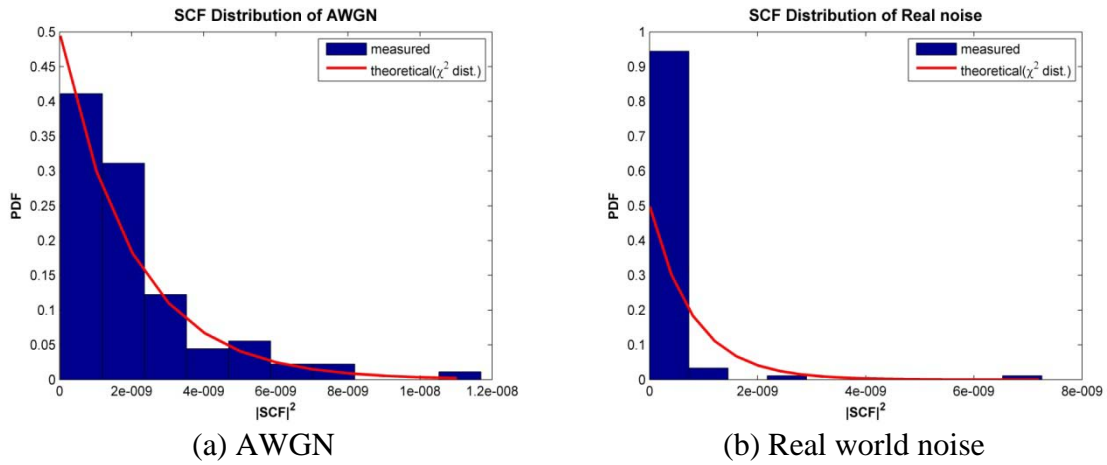 SCF Distribution of AWGN
measured
theoretical(χ² dist.)
0.5
0.45
0.4
0.35
0.3
0.25
0.2
0.15
0.1
0.05
0
PDF
0 2e-009 4e-009 6e-009 8e-009 1e-008 1.2e-008
|SCF|²
(a) AWGN
SCF Distribution of Real noise
measured
theoretical(χ² dist.)
1
0.9
0.8
0.7
0.6
0.5
0.4
0.3
0.2
0.1
0
PDF
0 2e-009 4e-009 6e-009 8e-009
|SCF|²
(b) Real world noise